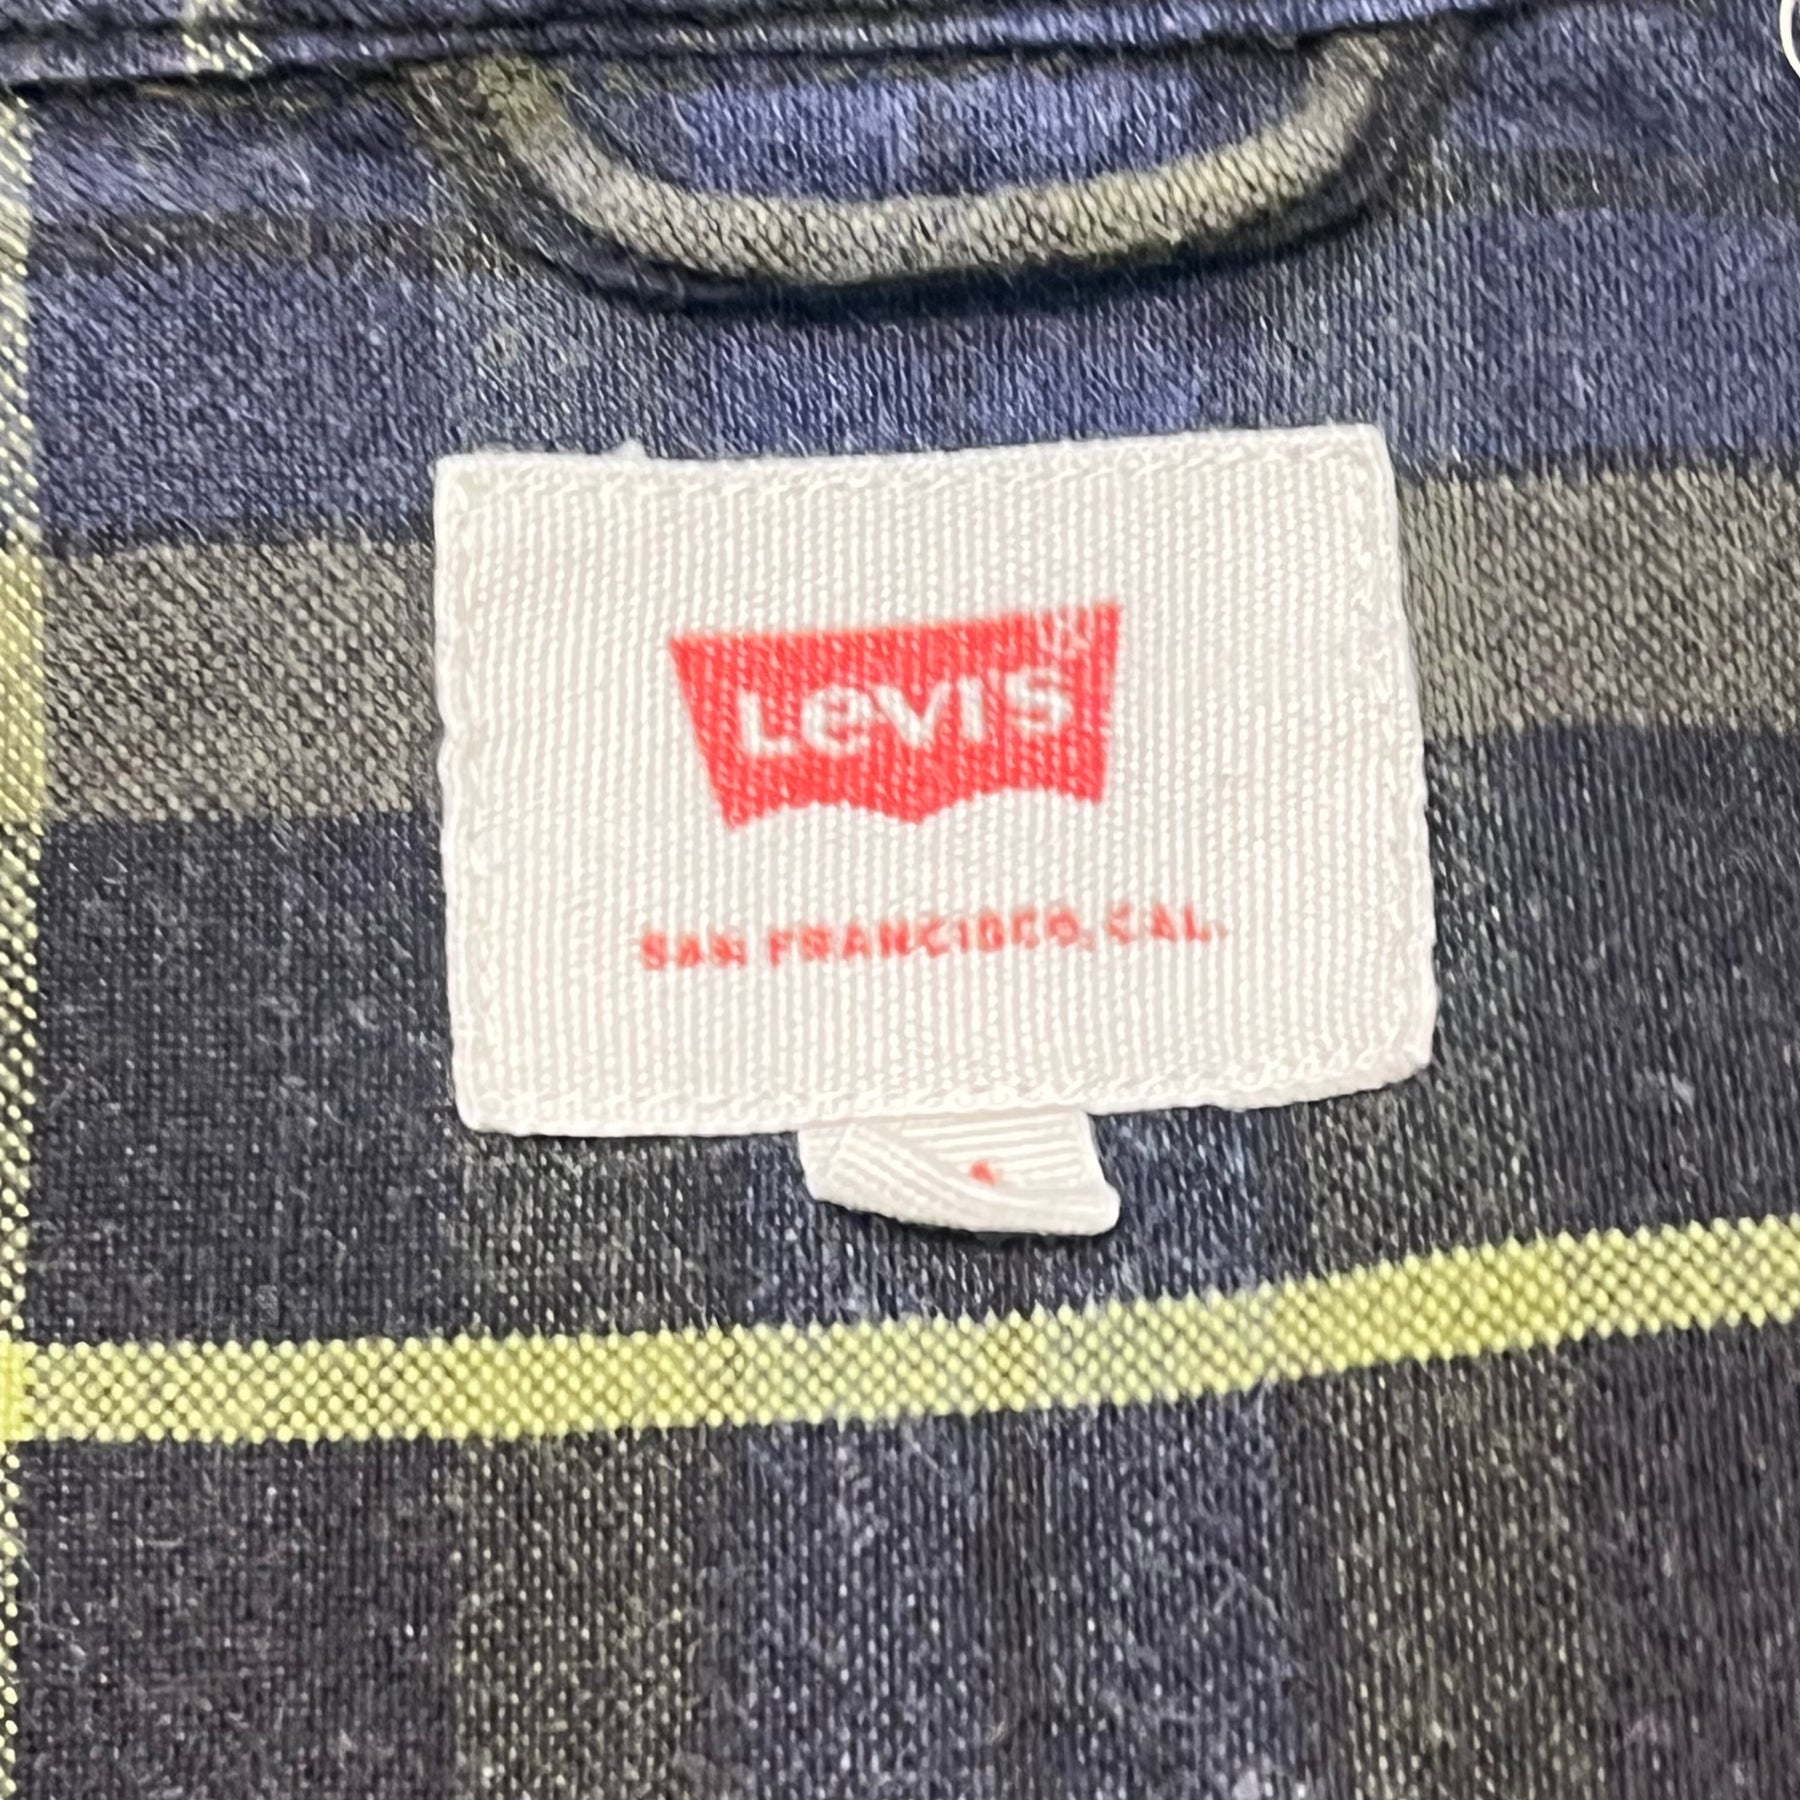 LEVI'S
SAN FRANCISCO, CAL.